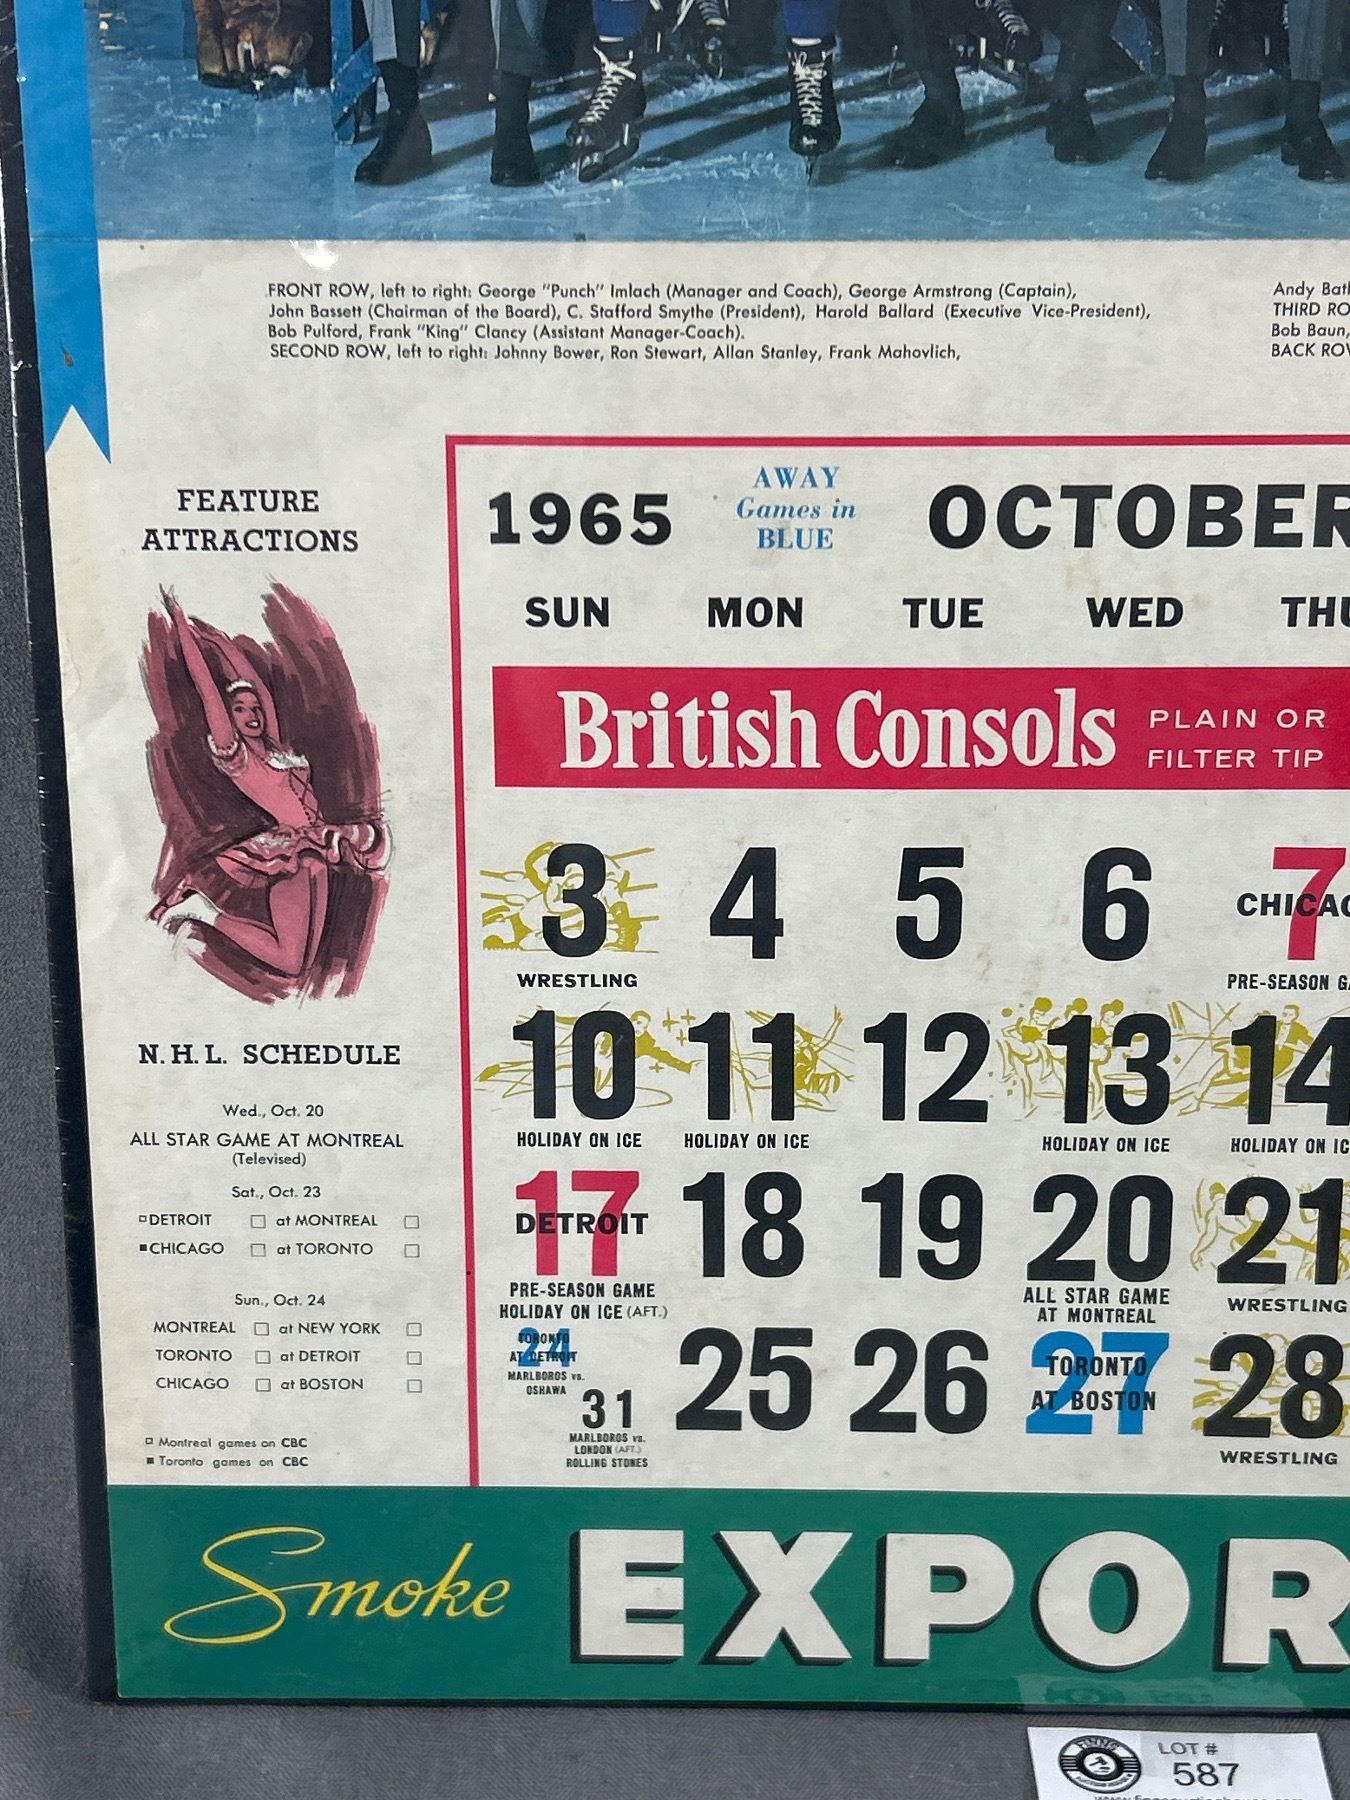 FRONT ROW, left to right: George "Punch" Imlach (Manager and Coach), George Armstrong (Captain),
John Bassett (Chairman of the Board), C. Stafford Smythe (President), Harold Ballard (Executive Vice-President),
Bob Pulford, Frank "King" Clancy (Assistant Manager-Coach).
SECOND ROW, left to right: Johnny Bower, Ron Stewart, Allan Stanley, Frank Mahovlich,
Andy Bat
THIRD RO
Bob Baun,
BACK ROW
FEATURE
ATTRACTIONS
N.H.L. SCHEDULE
Wed., Oct. 20
ALL STAR GAME AT MONTREAL
(Televised)
Sat., Oct. 23
DETROIT at MONTREAL
CHICAGO at TORONTO
Sun., Oct. 24
MONTREAL at NEW YORK
TORONTO at DETROIT
CHICAGO at BOSTON
Montreal games on CBC
Toronto games on CBC
1965
AWAY
Games in
BLUE
OCTOBER
SUN MON TUE WED THU
British Consols
PLAIN OR
FILTER TIP
3 4 5 6 7
CHICAG
WRESTLING PRE-SEASON GA
10 11 12 13 14
HOLIDAY ON ICE HOLIDAY ON ICE HOLIDAY ON ICE HOLIDAY ON IC
17 18 19 20 21
DETROIT
PRE-SEASON GAME
HOLIDAY ON ICE (AFT.)
ALL STAR GAME
AT MONTREAL
WRESTLING
24
TORONTO
AT DETROIT
MARLBOROS vs.
OSHAWA
31
MARLBOROS vs.
LONDON (AFT.)
ROLLING STONES
25 26 27 28
TORONTO
AT BOSTON
WRESTLING
Smoke EXPOR
LOT #
587